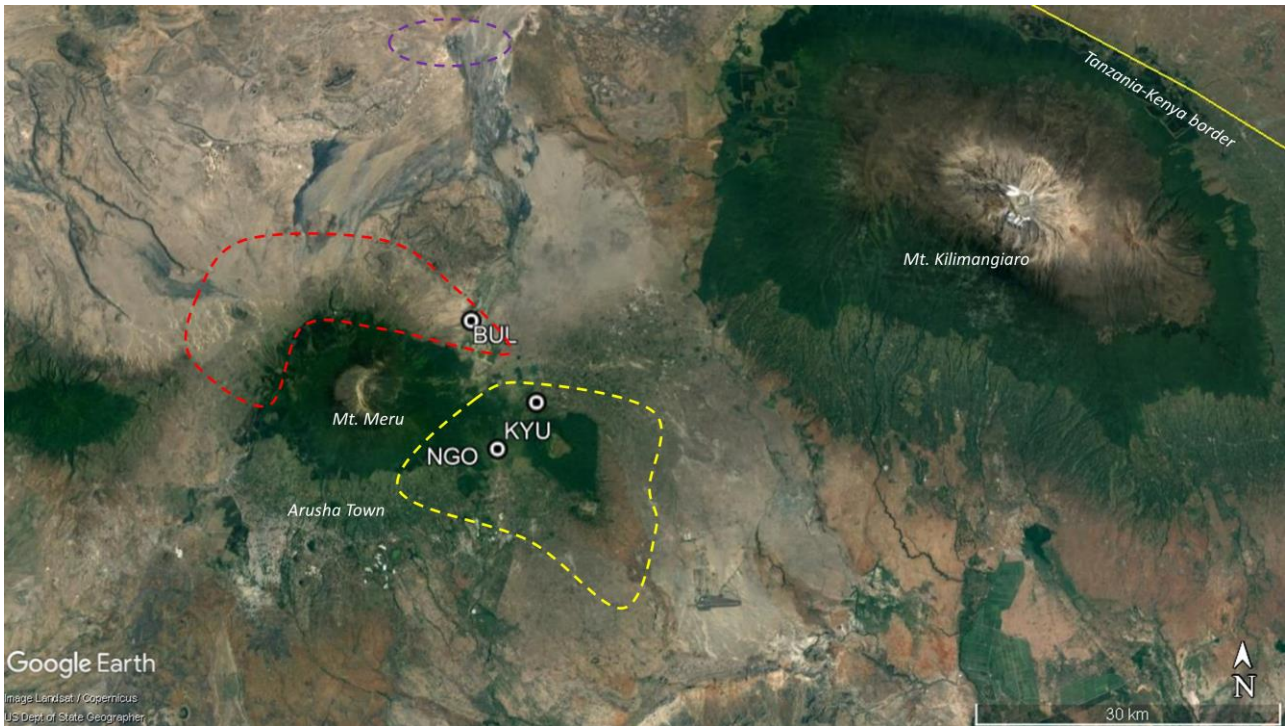 Tanzania-Kenya border
Mt. Kilimangiaro
BUL
Mt. Meru
KYU
NGO
Arusha Town
Google Earth
Image Landsat / Copernicus
US Dept of State Geographer
N
30 km